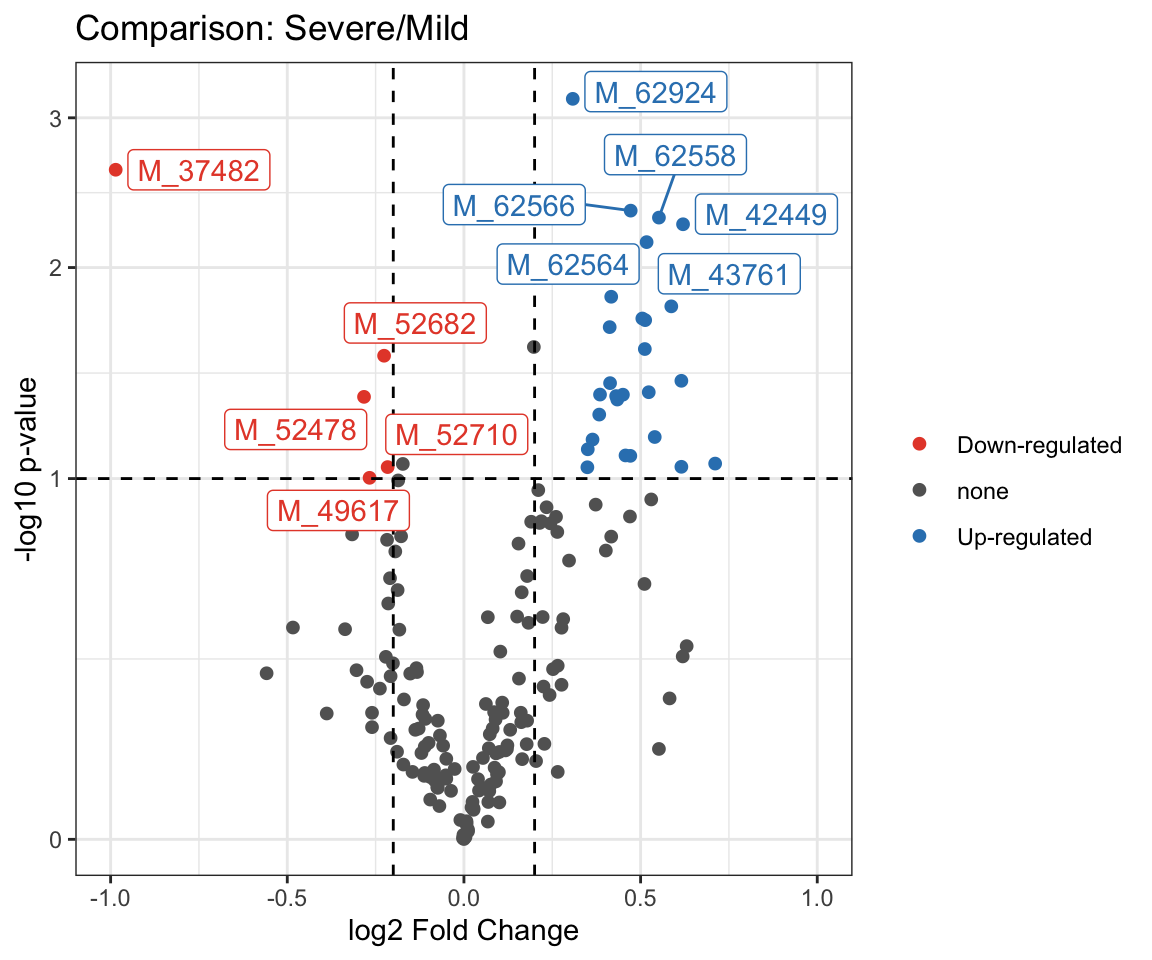 Comparison: Severe/Mild
M_62924
M_62558
M_37482
M_62566
M_42449
M_62564
M_43761
M_52682
M_52478
M_52710
M_49617
3
2
1
0
-log10 p-value
-1.0
-0.5
0.0
0.5
1.0
log2 Fold Change
Down-regulated
none
Up-regulated